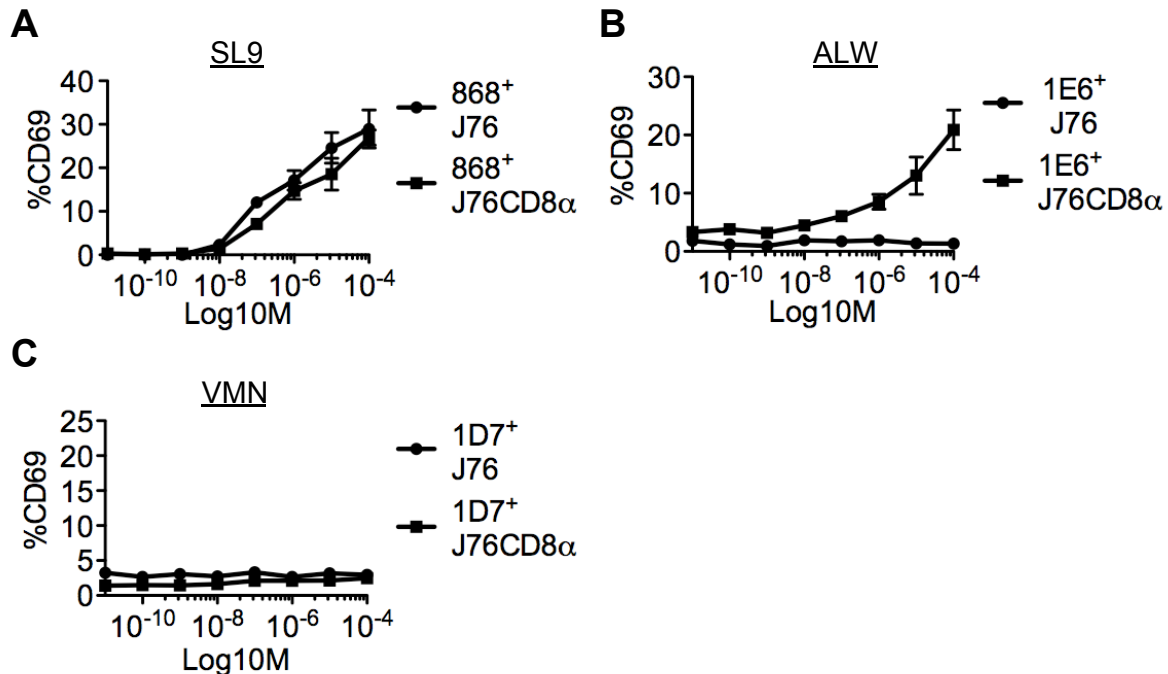 A
SL9
40
30
20
10
0
%CD69
10⁻¹⁰
10⁻⁸
10⁻⁶
10⁻⁴
Log10M
868⁺
J76
868⁺
J76CD8α
B
ALW
30
20
10
0
%CD69
10⁻¹⁰
10⁻⁸
10⁻⁶
10⁻⁴
Log10M
1E6⁺
J76
1E6⁺
J76CD8α
C
VMN
25
20
15
10
5
0
%CD69
10⁻¹⁰
10⁻⁸
10⁻⁶
10⁻⁴
Log10M
1D7⁺
J76
1D7⁺
J76CD8α